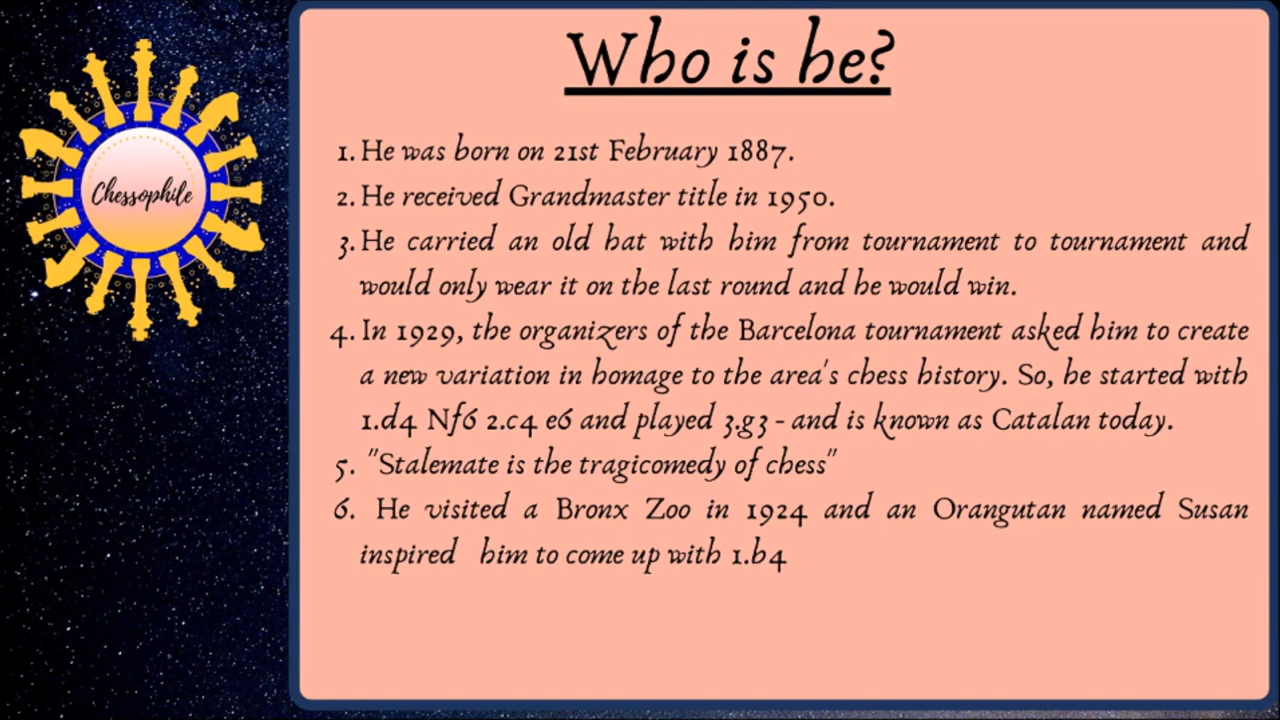 Who is he?
Chessophile
1. He was born on 21st February 1887.
2. He received Grandmaster title in 1950.
3. He carried an old hat with him from tournament to tournament and
would only wear it on the last round and he would win.
4. In 1929, the organizers of the Barcelona tournament asked him to create
a new variation in homage to the area's chess history. So, he started with
1.d4 Nf6 2.c4 e6 and played 3.g3 - and is known as Catalan today.
5. "Stalemate is the tragicomedy of chess"
6. He visited a Bronx Zoo in 1924 and an Orangutan named Susan
inspired him to come up with 1.b4